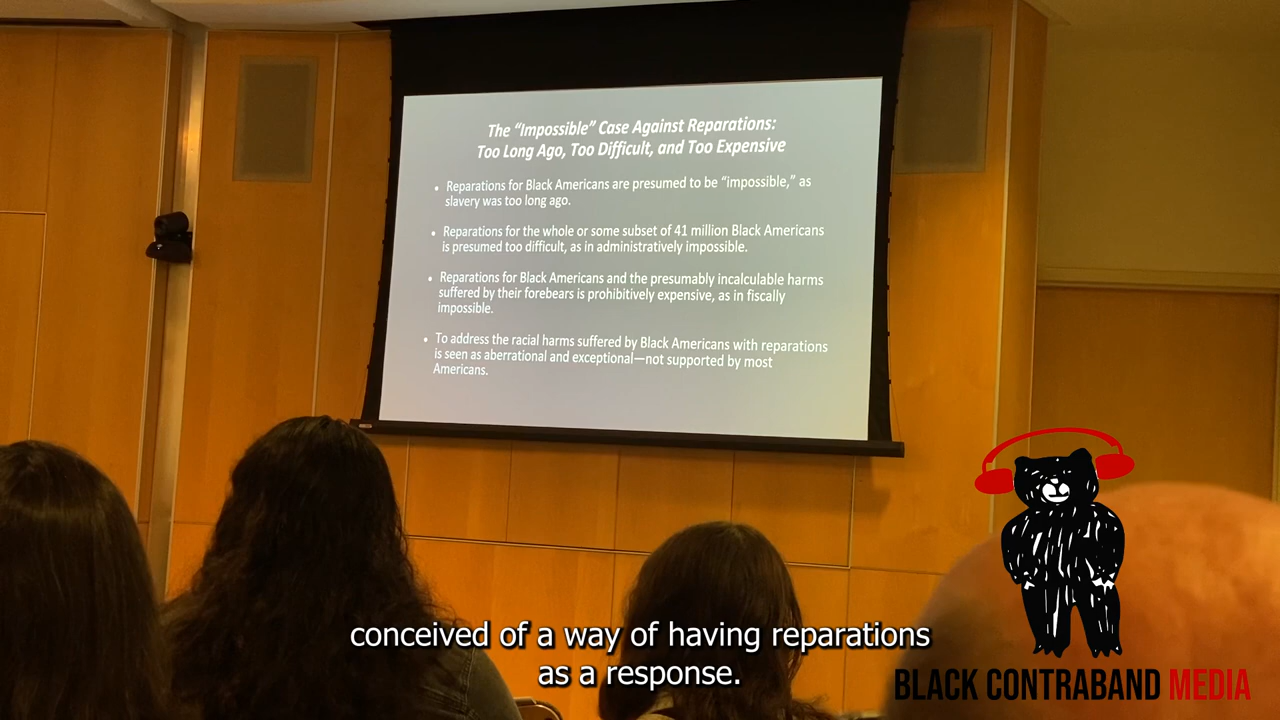 The “Impossible” Case Against Reparations:
Too Long Ago, Too Difficult, and Too Expensive
• Reparations for Black Americans are presumed to be “impossible,” as
slavery was too long ago.
• Reparations for the whole or some subset of 41 million Black Americans
is presumed too difficult, as in administratively impossible.
• Reparations for Black Americans and the presumably incalculable harms
suffered by their forebears is prohibitively expensive, as in fiscally
impossible.
• To address the racial harms suffered by Black Americans with reparations
is seen as aberrational and exceptional—not supported by most
Americans.
conceived of a way of having reparations
as a response.
BLACK CONTRABAND MEDIA